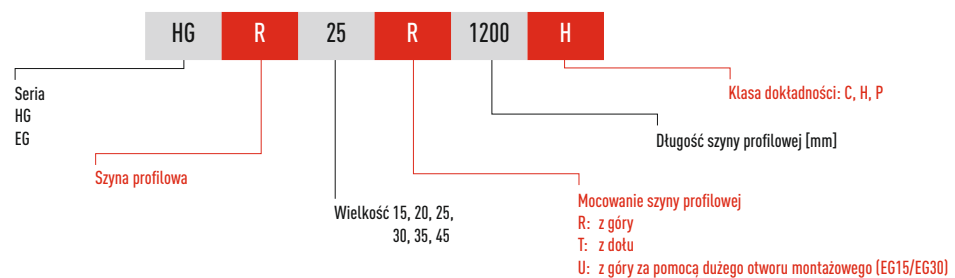 HG R 25 R 1200 H
Seria
HG
EG
Szyna profilowa
Wielkość 15, 20, 25,
30, 35, 45
Klasa dokładności: C, H, P
Długość szyny profilowej [mm]
Mocowanie szyny profilowej
R: z góry
T: z dołu
U: z góry za pomocą dużego otworu montażowego (EG15/EG30)